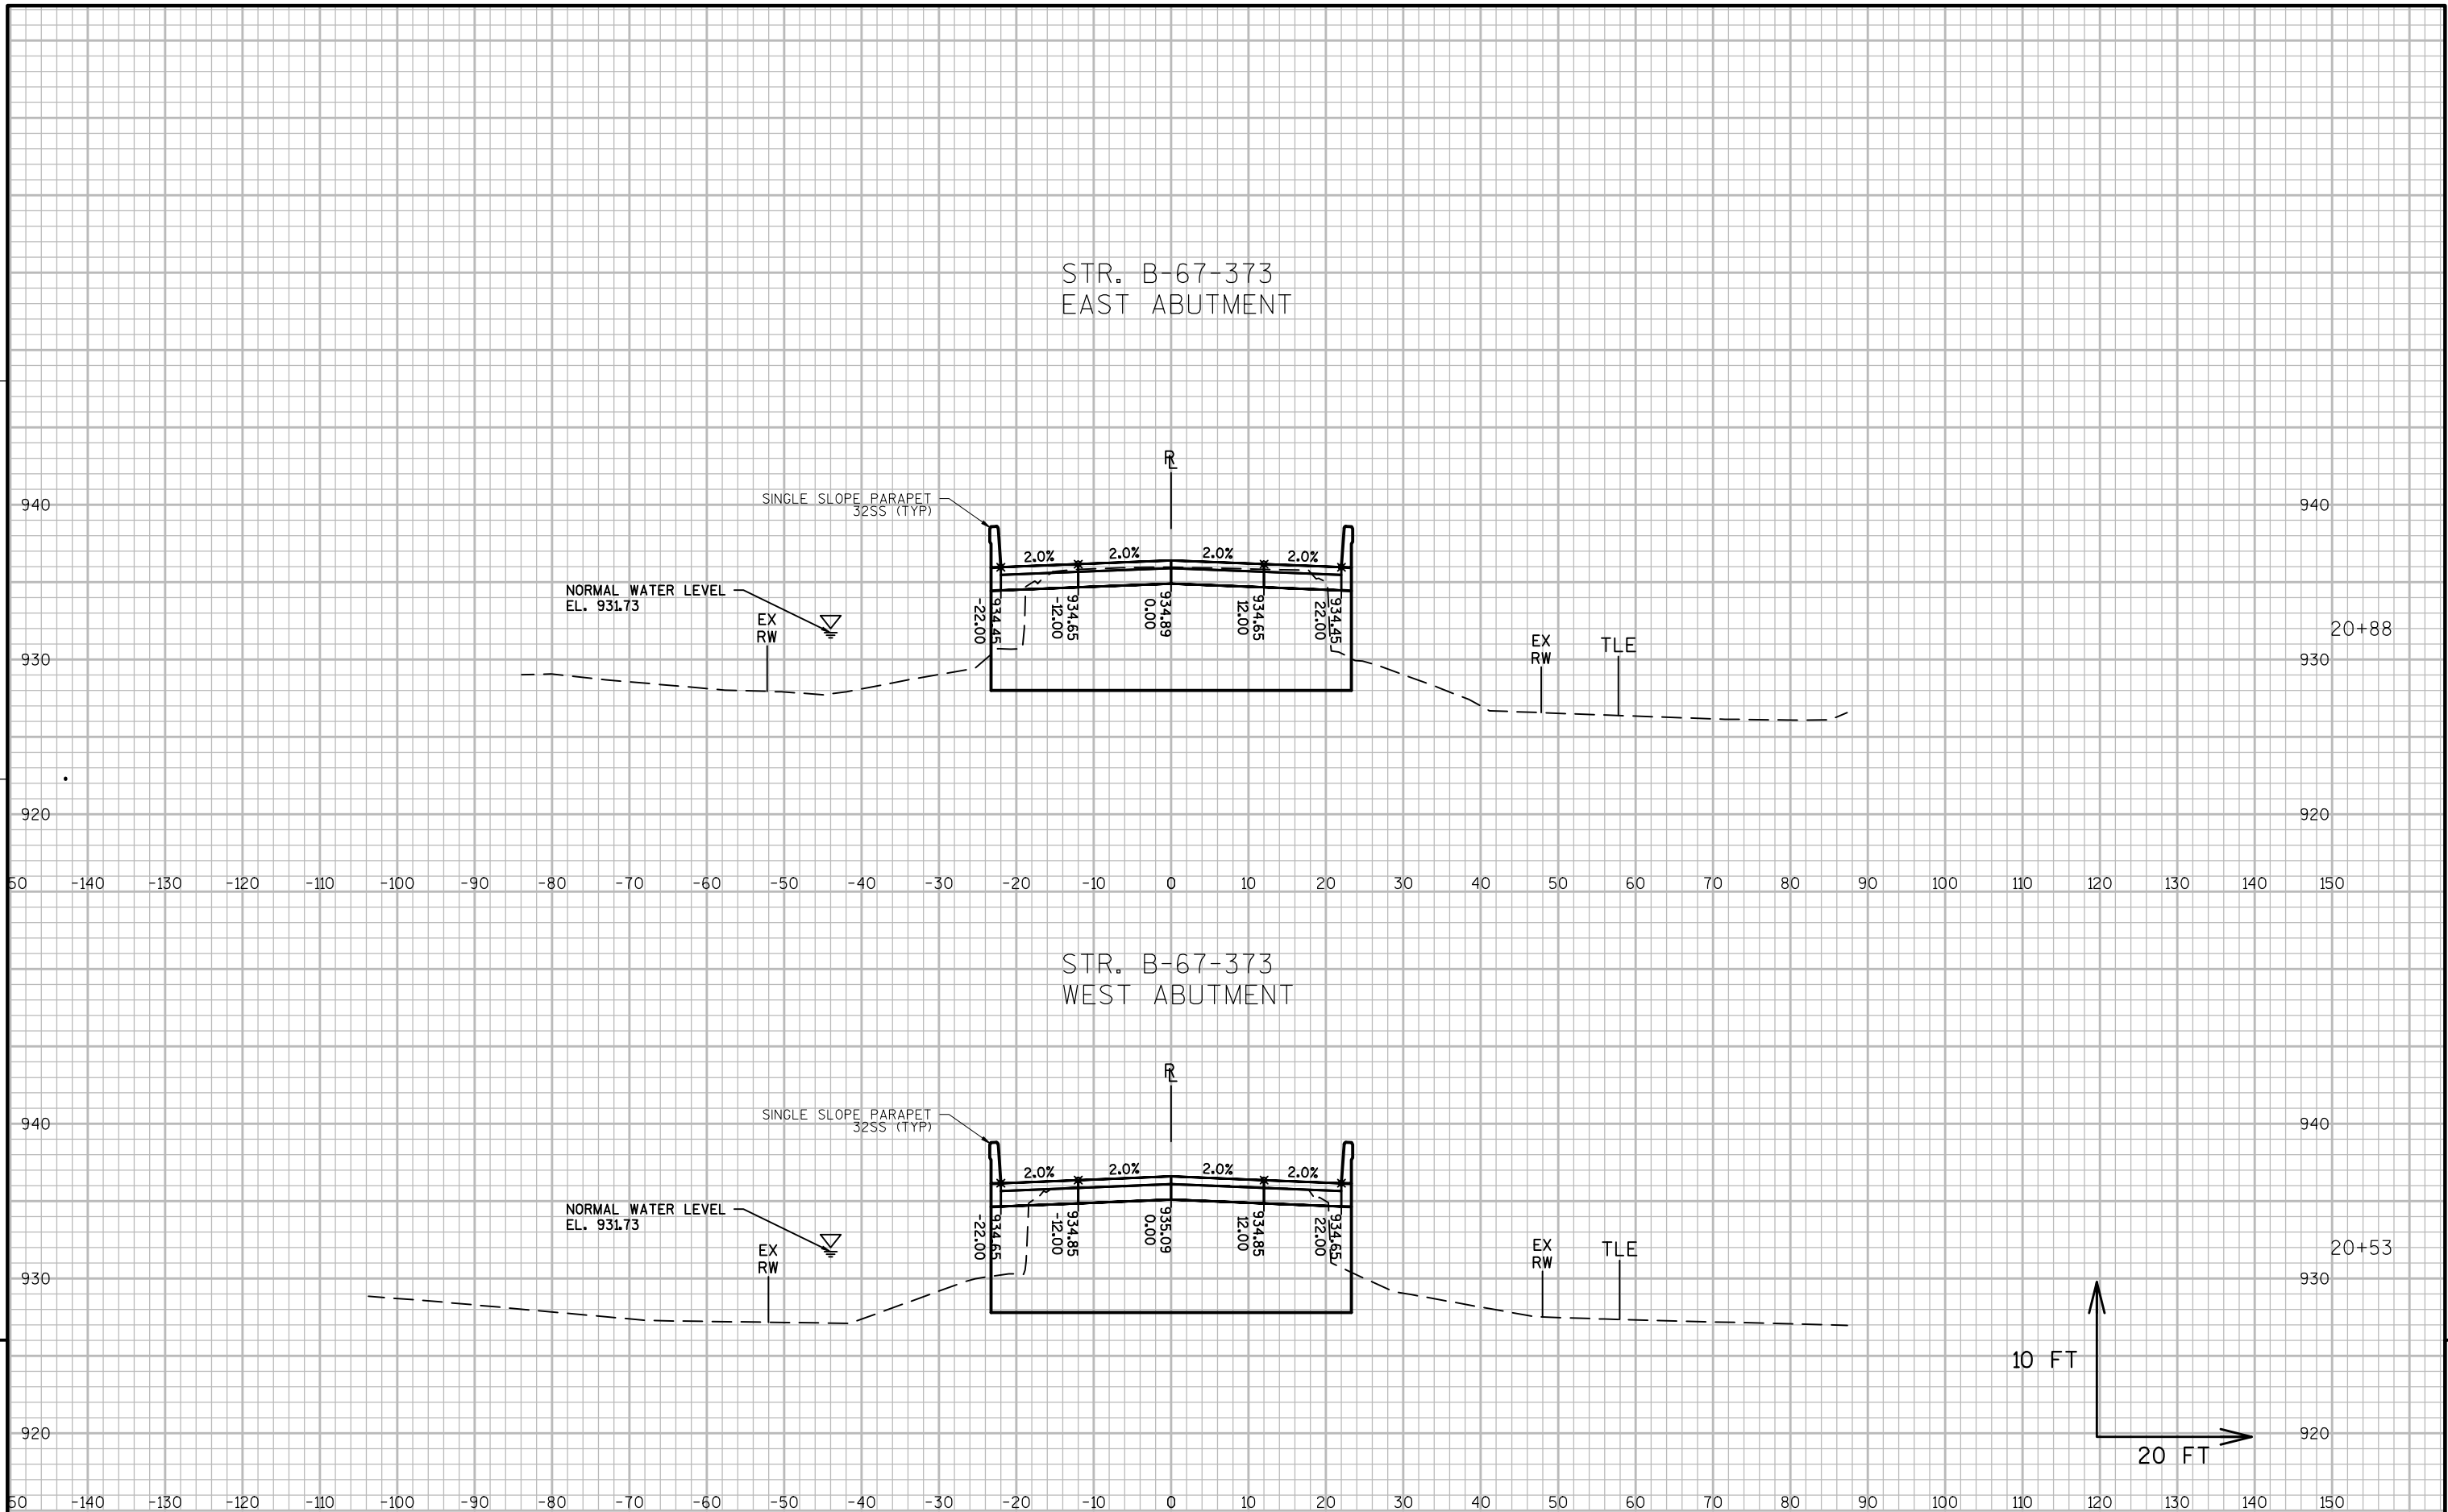 STR. B-67-373
EAST ABUTMENT
RL
940 SINGLE SLOPE PARAPET 940
32SS (TYP)
2.0% 2.0% 2.0% 2.0%
NORMAL WATER LEVEL
EL. 931.73
EX
RW
934.45
-22.00
934.65
-12.00
934.89
0.00
934.65
12.00
934.45
22.00
EX
RW
TLE
20+88
930 930
920 920
50 -140 -130 -120 -110 -100 -90 -80 -70 -60 -50 -40 -30 -20 -10 0 10 20 30 40 50 60 70 80 90 100 110 120 130 140 150
STR. B-67-373
WEST ABUTMENT
RL
940 SINGLE SLOPE PARAPET 940
32SS (TYP)
2.0% 2.0% 2.0% 2.0%
NORMAL WATER LEVEL
EL. 931.73
EX
RW
934.65
-22.00
934.85
-12.00
935.09
0.00
934.85
12.00
934.65
22.00
EX
RW
TLE
20+53
930 930
10 FT
920 920
20 FT
50 -140 -130 -120 -110 -100 -90 -80 -70 -60 -50 -40 -30 -20 -10 0 10 20 30 40 50 60 70 80 90 100 110 120 130 140 150